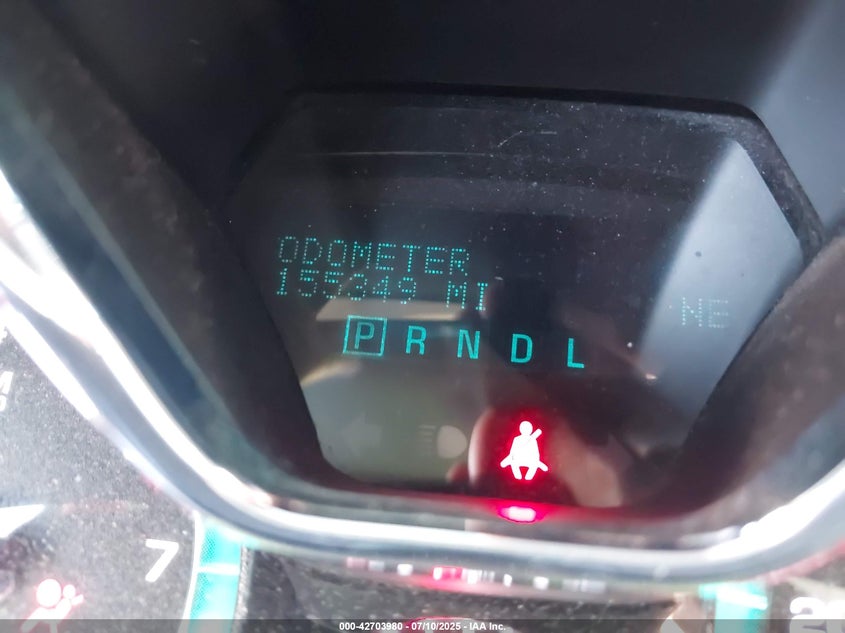 ODOMETER
155349 MI
NE
P R N D L
7
000-42703980 - 07/10/2025 - IAA Inc.